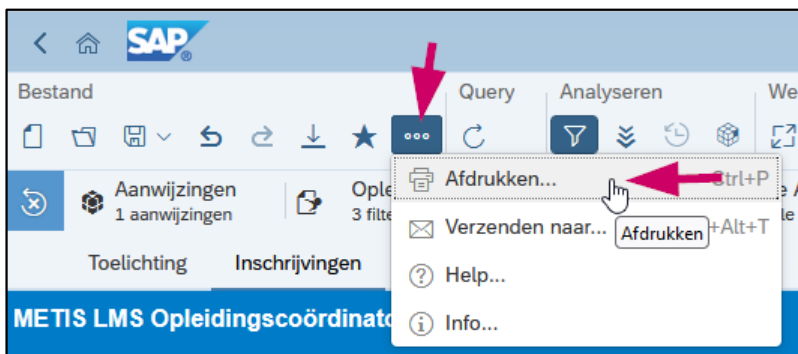 SAP
Bestand Query Analyseren We
Afdrukken... Ctrl+P
Aanwijzingen
1 aanwijzingen
Ople
3 filte
Verzenden naar... +Alt+T
Afdrukken
Toelichting Inschrijvingen
Help...
METIS LMS Opleidingscoördinato
Info...